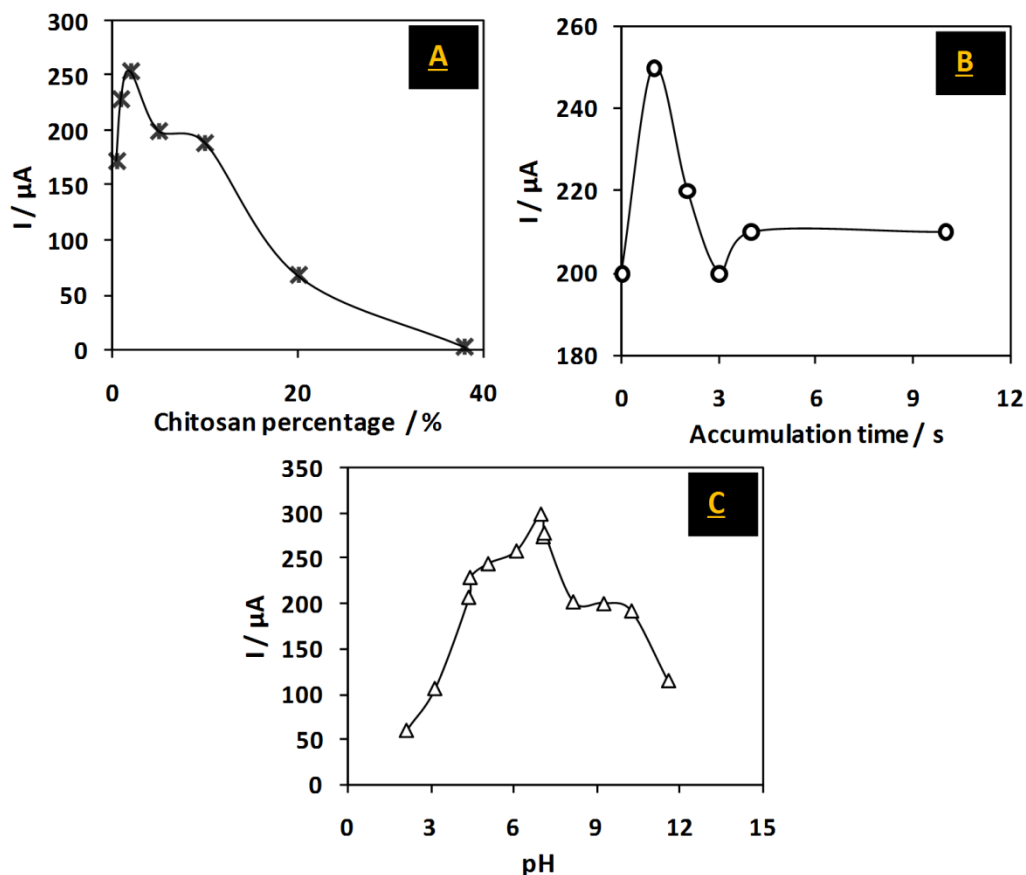 A
I / µA
300
250
200
150
100
50
0
0 20 40
Chitosan percentage / %
B
I / µA
260
240
220
200
180
0 3 6 9 12
Accumulation time / s
C
I / µA
350
300
250
200
150
100
50
0
0 3 6 9 12 15
pH